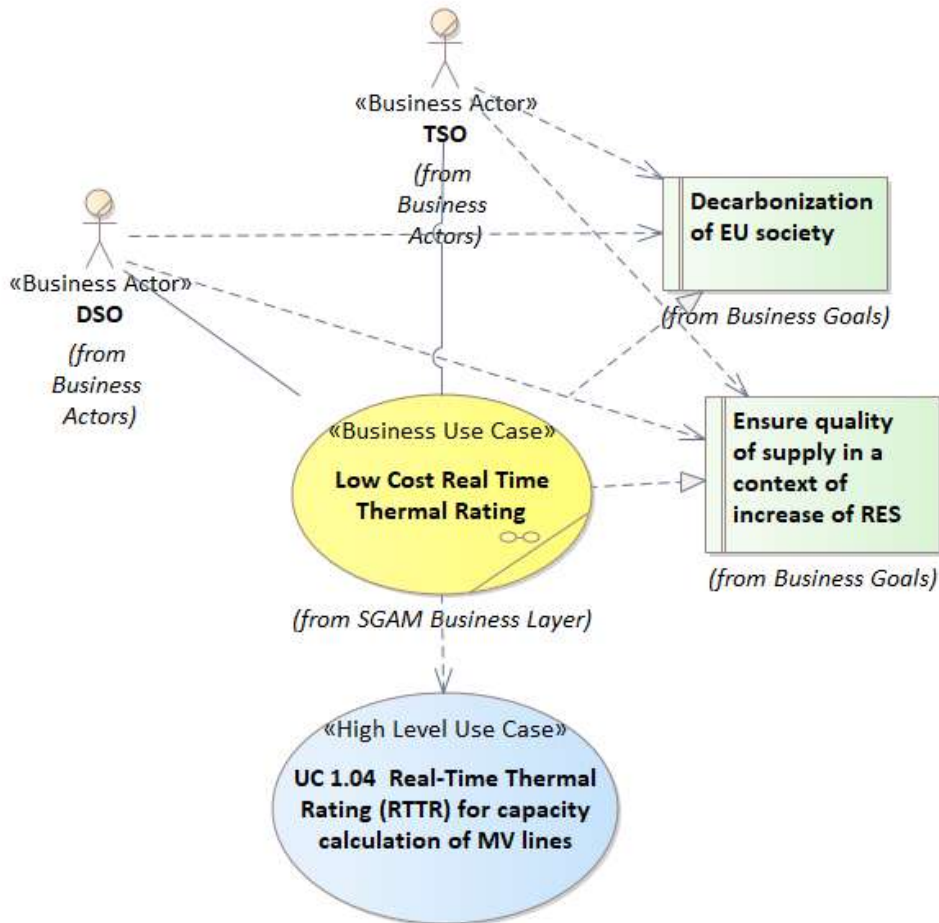 «Business Actor»
TSO
(from
Business
Actors)
«Business Actor»
DSO
(from
Business
Actors)
Decarbonization
of EU society
(from Business Goals)
Ensure quality
of supply in a
context of
increase of RES
(from Business Goals)
«Business Use Case»
Low Cost Real Time
Thermal Rating
(from SGAM Business Layer)
«High Level Use Case»
UC 1.04 Real-Time Thermal
Rating (RTTR) for capacity
calculation of MV lines